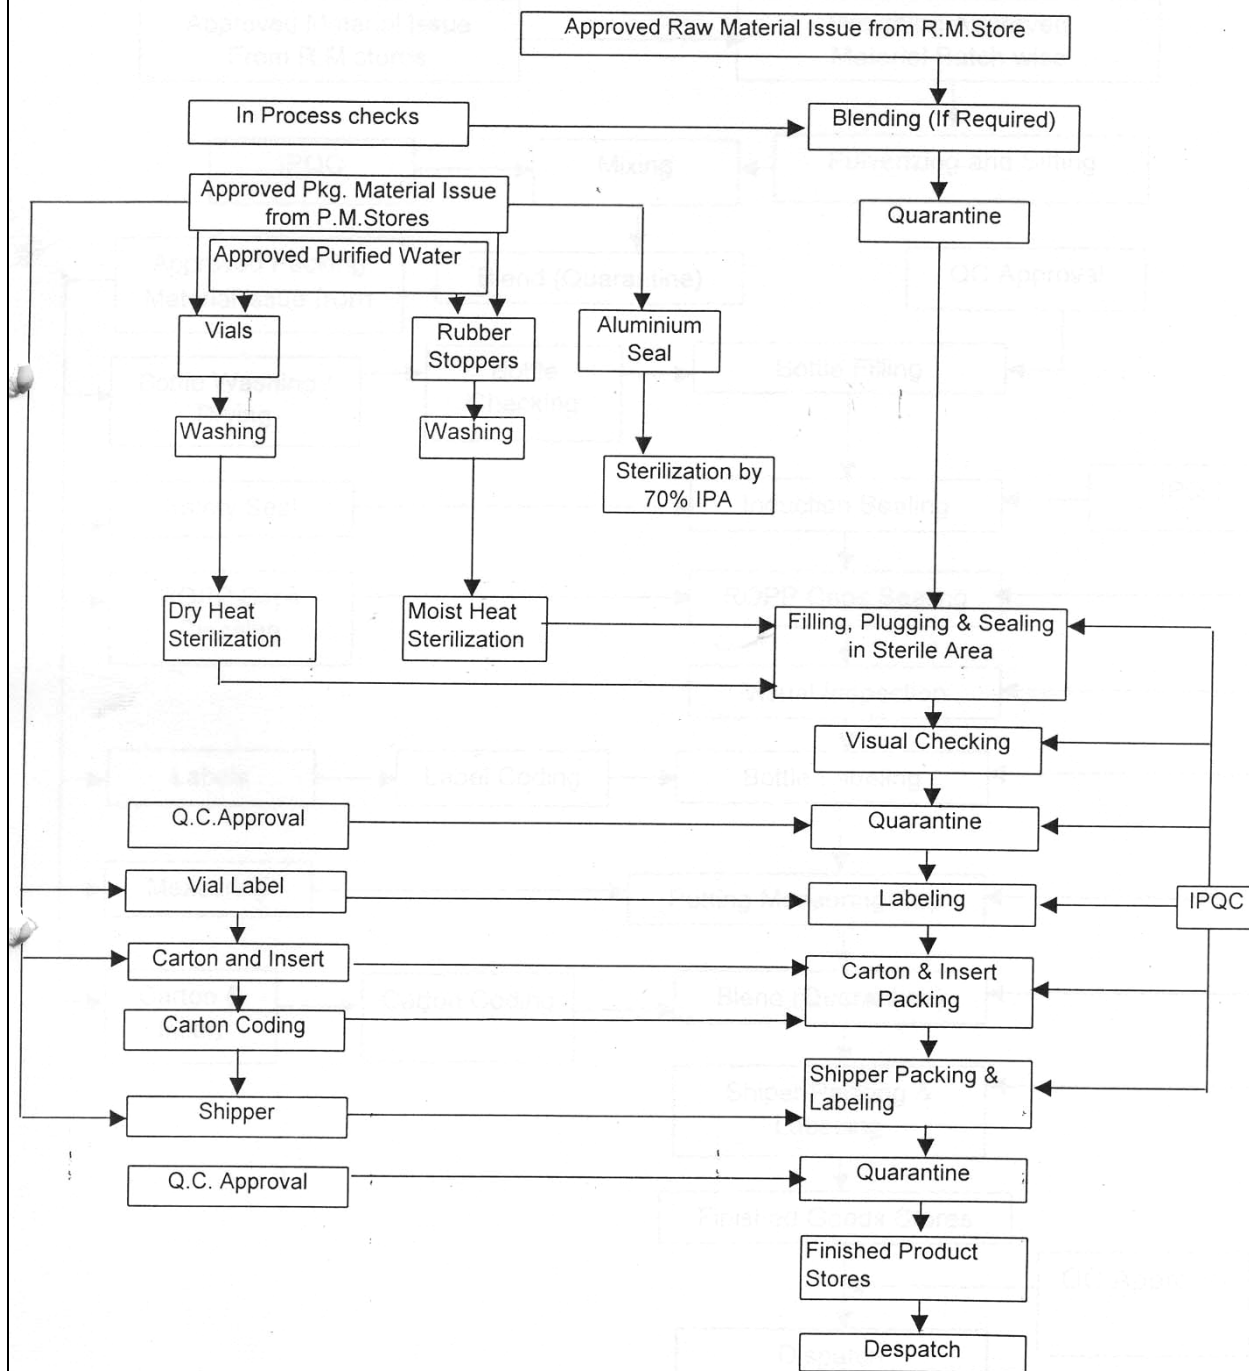 Approved Raw Material Issue from R.M.Store
In Process checks
Blending (If Required)
Approved Pkg. Material Issue
from P.M.Stores
Quarantine
Approved Purified Water
Vials
Rubber
Stoppers
Aluminium
Seal
Washing
Washing
Sterilization by
70% IPA
Dry Heat
Sterilization
Moist Heat
Sterilization
Filling, Plugging & Sealing
in Sterile Area
Visual Checking
Q.C.Approval
Quarantine
Vial Label
Labeling
IPQC
Carton and Insert
Carton & Insert
Packing
Carton Coding
Shipper Packing &
Labeling
Shipper
Q.C. Approval
Quarantine
Finished Product
Stores
Despatch